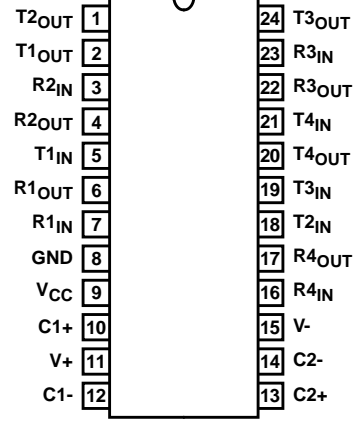 T2OUT 1 24 T3OUT
T1OUT 2 23 R3IN
R2IN 3 22 R3OUT
R2OUT 4 21 T4IN
T1IN 5 20 T4OUT
R1OUT 6 19 T3IN
R1IN 7 18 T2IN
GND 8 17 R4OUT
VCC 9 16 R4IN
C1+ 10 15 V-
V+ 11 14 C2-
C1- 12 13 C2+